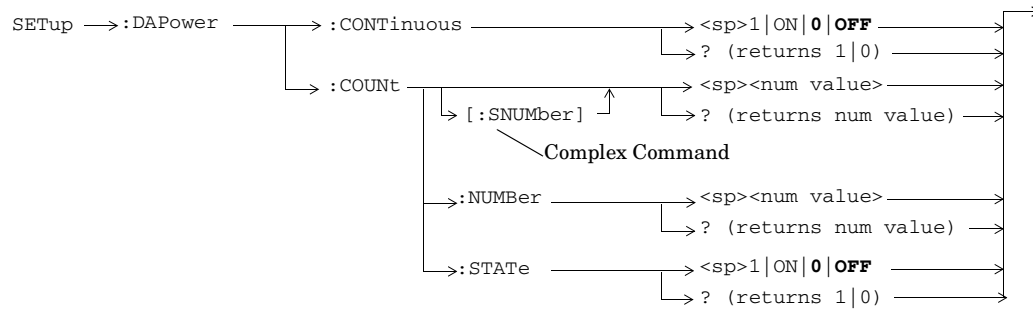 SETup :DAPower :CONTinuous <sp>1|ON|0|OFF
? (returns 1|0)
:COUNt <sp><num value>
[:SNUMber] ? (returns num value)
Complex Command
:NUMBer <sp><num value>
? (returns num value)
:STATe <sp>1|ON|0|OFF
? (returns 1|0)